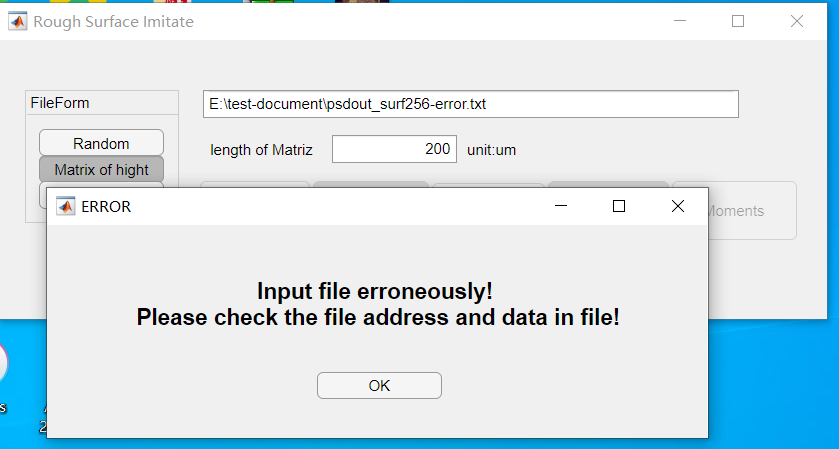 Rough Surface Imitate
FileForm
E:\test-document\psdout_surf256-error.txt
Random
length of Matriz 200 unit:um
Matrix of hight
Moments
ERROR
Input file erroneously!
Please check the file address and data in file!
OK